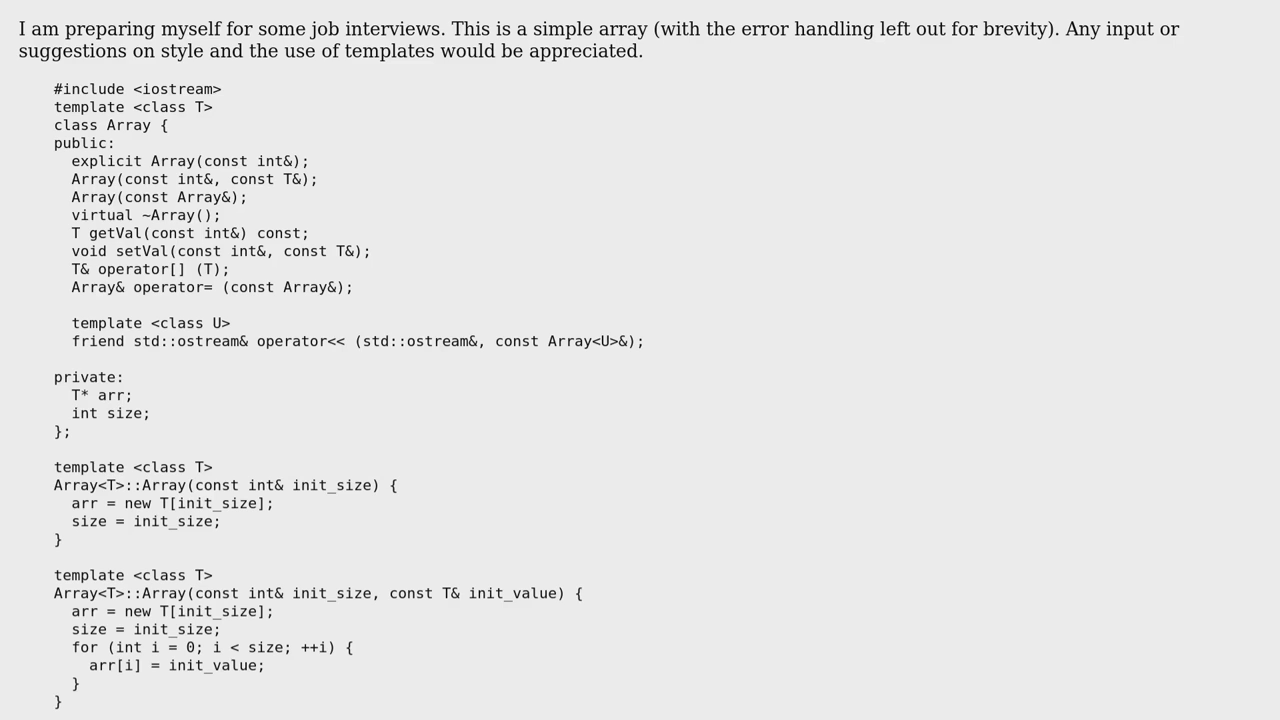 I am preparing myself for some job interviews. This is a simple array (with the error handling left out for brevity). Any input or
suggestions on style and the use of templates would be appreciated.
#include <iostream>
template <class T>
class Array {
public:
  explicit Array(const int&);
  Array(const int&, const T&);
  Array(const Array&);
  virtual ~Array();
  T getVal(const int&) const;
  void setVal(const int&, const T&);
  T& operator[] (T);
  Array& operator= (const Array&);

  template <class U>
  friend std::ostream& operator<< (std::ostream&, const Array<U>&);

private:
  T* arr;
  int size;
};

template <class T>
Array<T>::Array(const int& init_size) {
  arr = new T[init_size];
  size = init_size;
}

template <class T>
Array<T>::Array(const int& init_size, const T& init_value) {
  arr = new T[init_size];
  size = init_size;
  for (int i = 0; i < size; ++i) {
    arr[i] = init_value;
  }
}